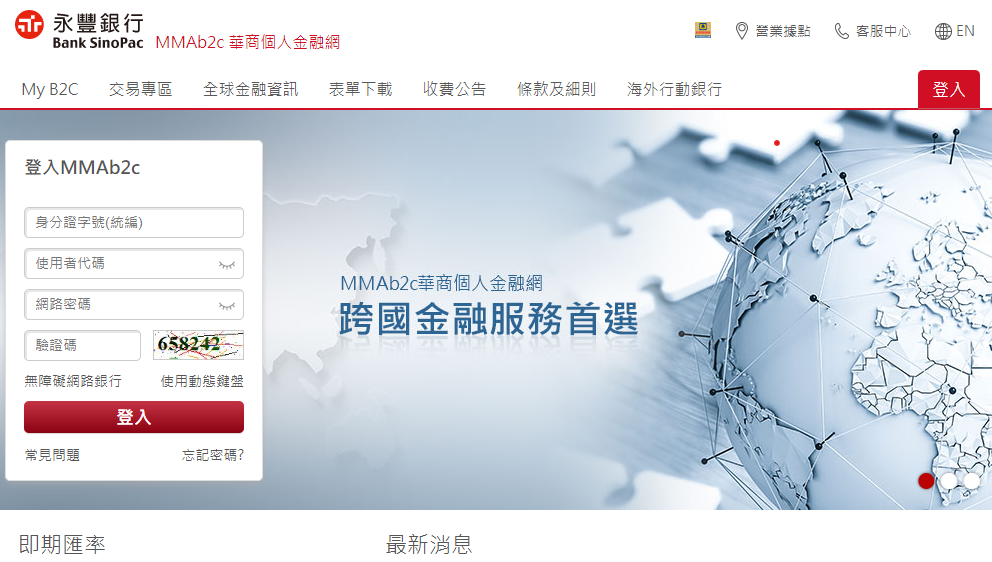 永豐銀行
Bank SinoPac
MMAb2c 華商個人金融網
營業據點
客服中心
EN
My B2C
交易專區
全球金融資訊
表單下載
收費公告
條款及細則
海外行動銀行
登入
登入MMAb2c
身分證字號(統編)
使用者代碼
網路密碼
驗證碼
658242
無障礙網路銀行
使用動態鍵盤
登入
常見問題
忘記密碼?
MMAb2c華商個人金融網
跨國金融服務首選
即期匯率
最新消息